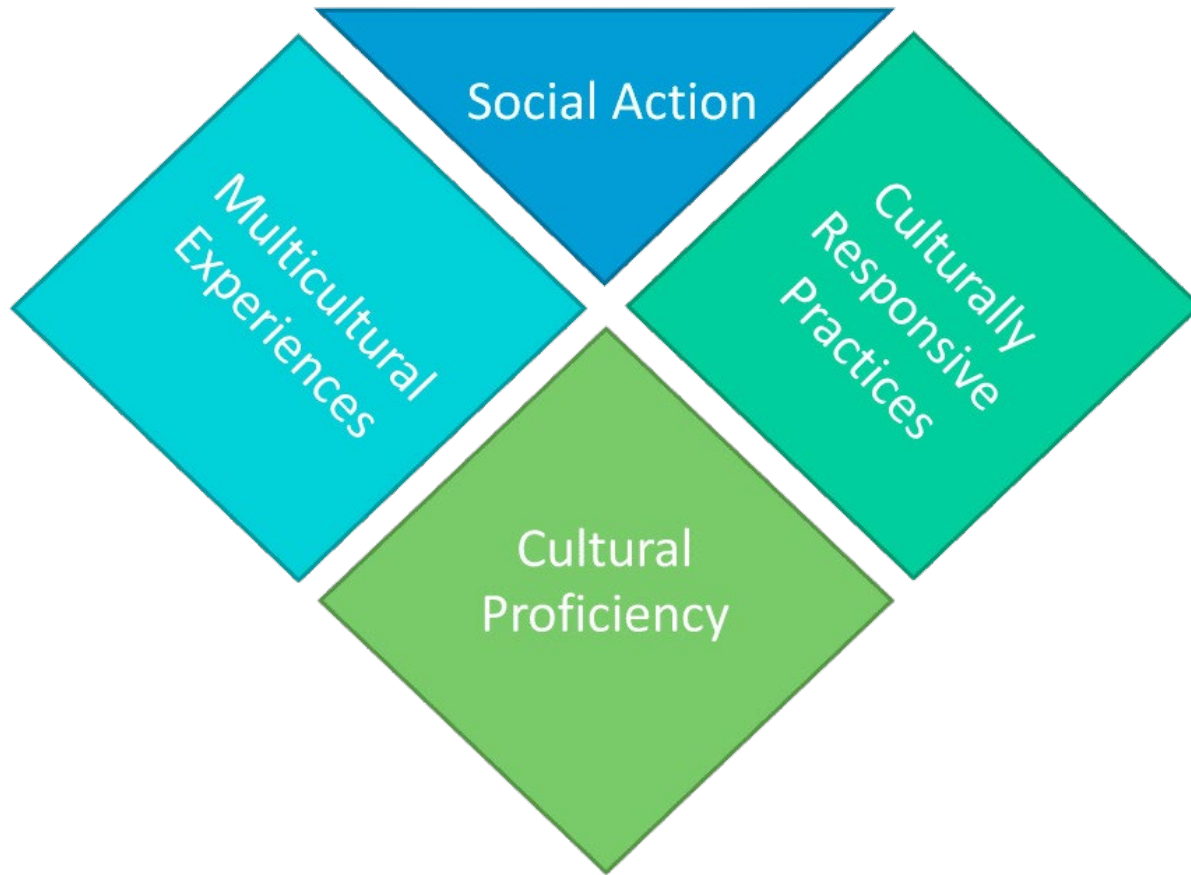 Social Action
Multicultural
Experiences
Culturally
Responsive
Practices
Cultural
Proficiency